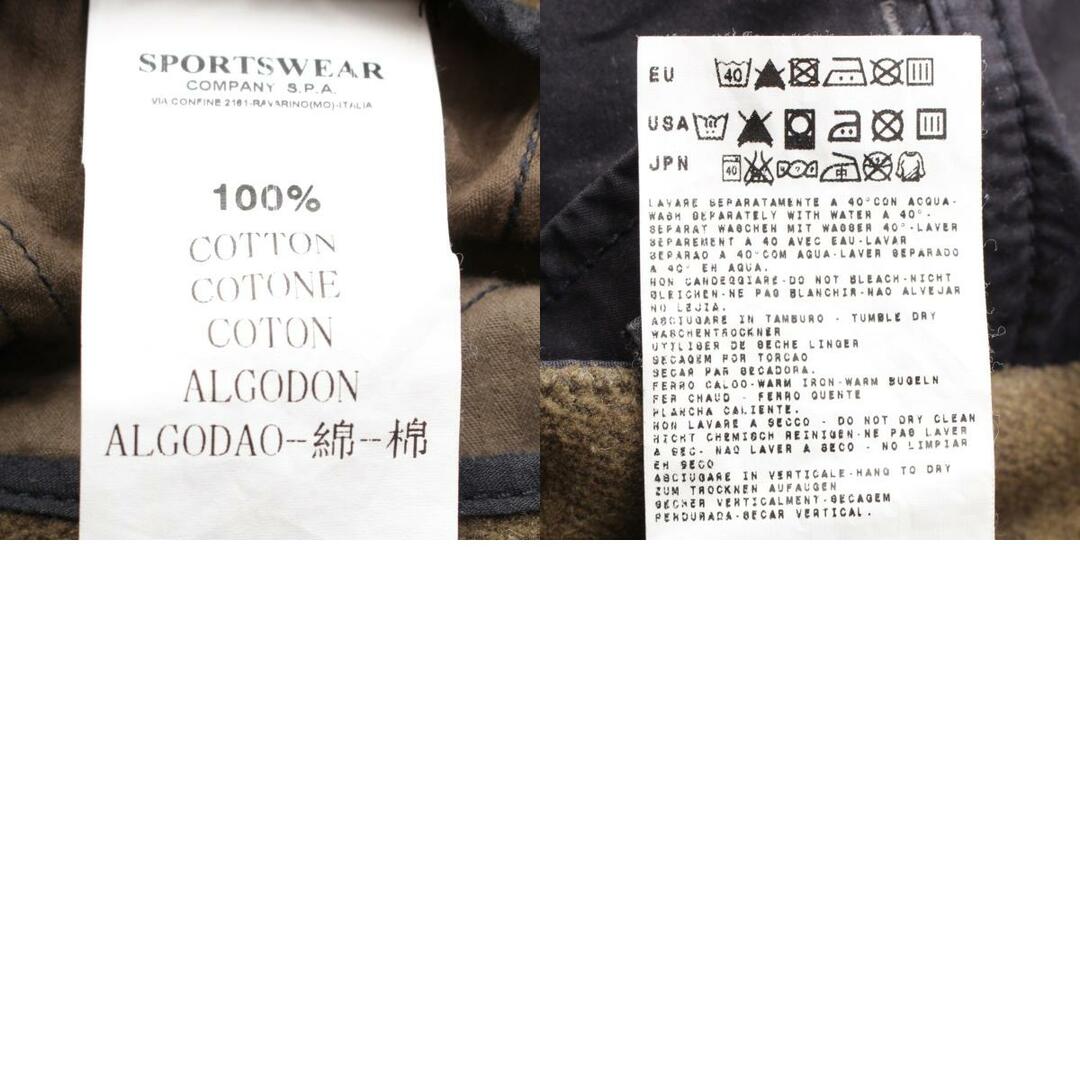 SPORTSWEAR
COMPANY S.P.A.
VIA CONFINE 2161-RAVARINO(MO)-ITALIA
100%
COTTON
COTONE
COTON
ALGODON
ALGODAO--綿--棉
EU 40
USA
JPN 40 中
LAVARE SEPARATAMENTE A 40°CON ACQUA-
WASH SEPARATELY WITH WATER A 40°-
SEPARAT WASCHEN MIT WASSER 40°-LAVER
SEPAREMENT A 40 AVEC EAU-LAVAR
SEPARAO A 40°COM AGUA-LAVER SEPARADO
A 40° EN AQUA.
NON CANDEGGIARE-DO NOT BLEACH-NICHT
BLEICHEN-NE PAS BLANCHIR-NAO ALVEJAR
NO LEJIA.
ASCIUGARE IN TAMBURO - TUMBLE DRY
WASCHENTROCKNER
UTILISER DE SECHE LINGER
SECAGEM POR TORCAO
SECAR PAR SECADORA.
FERRO CALDO-WARM IRON-WARM BUGELN
FER CHAUD - FERRO QUENTE
PLANCHA CALIENTE.
NON LAVARE A SECCO - DO NOT DRY CLEAN
NICHT CHEMISCH REINIGEN-NE PAS LAVER
A SEC- NAO LAVER A SECO - NO LIMPIAR
EN SECO
ASCIUGARE IN VERTICALE-HANG TO DRY
ZUM TROCKNEN AUFAUGEN
SECHER VERTICALMENT-SECAGEM
PENDURADA-SECAR VERTICAL.